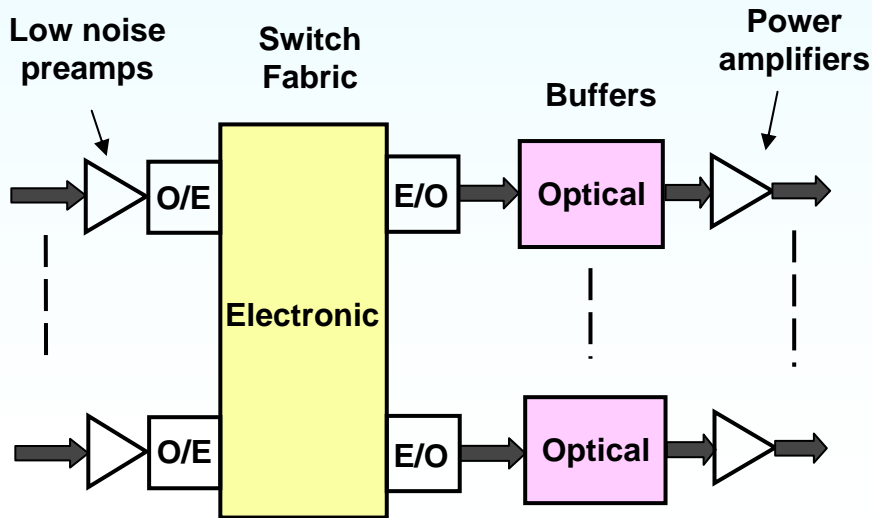 Low noise
preamps
Switch
Fabric
Power
amplifiers
Buffers
O/E
E/O
Optical
Electronic
O/E
E/O
Optical